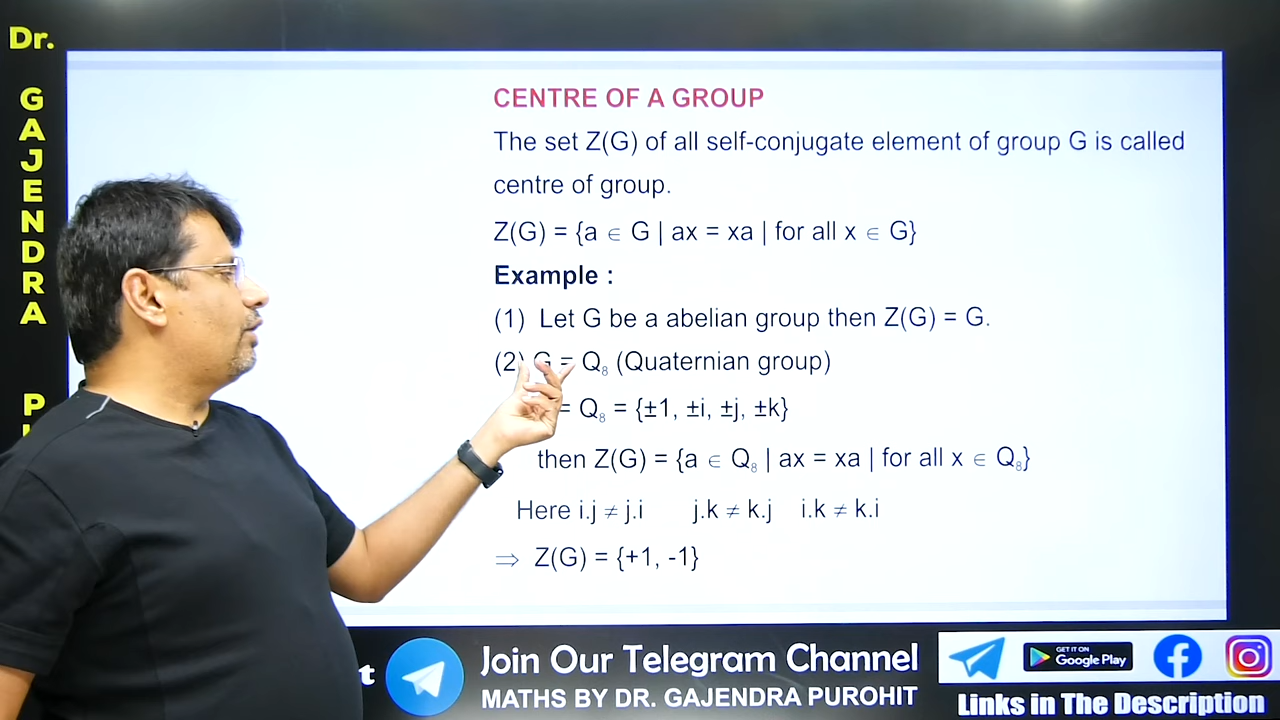 Dr.
GAJENDRA
P
CENTRE OF A GROUP
The set Z(G) of all self-conjugate element of group G is called
centre of group.
Z(G) = {a ∈ G | ax = xa | for all x ∈ G}
Example :
(1) Let G be a abelian group then Z(G) = G.
(2) G = Q₈ (Quaternian group)
= Q₈ = {±1, ±i, ±j, ±k}
then Z(G) = {a ∈ Q₈ | ax = xa | for all x ∈ Q₈}
Here i.j ≠ j.i j.k ≠ k.j i.k ≠ k.i
⇒ Z(G) = {+1, -1}
Join Our Telegram Channel
MATHS BY DR. GAJENDRA PUROHIT
GET IT ON
Google Play
Links in The Description